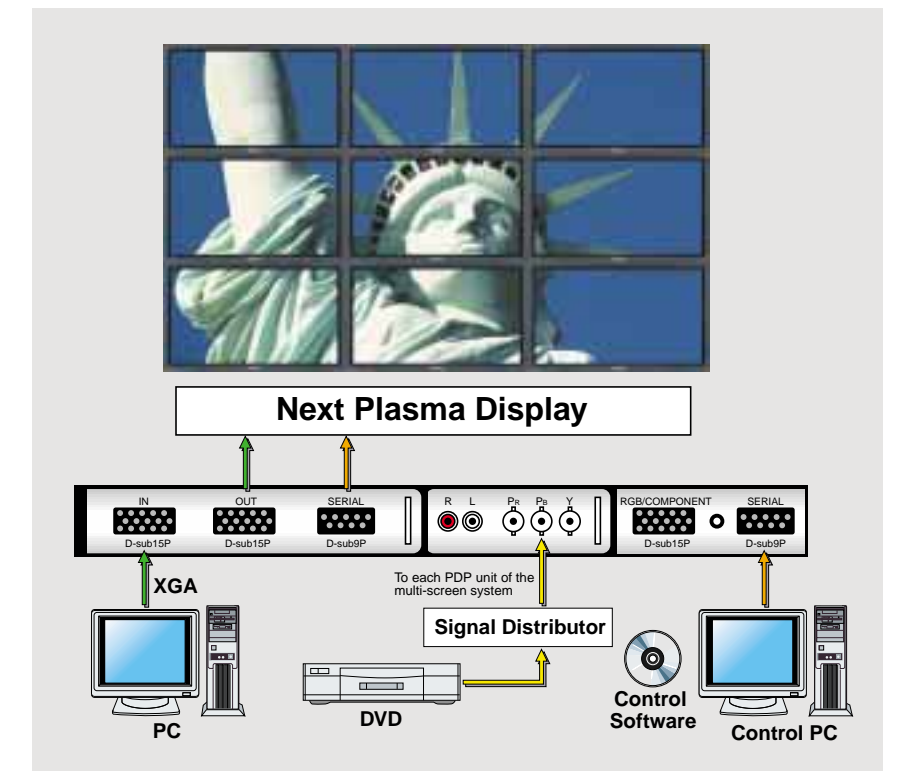 Next Plasma Display
IN OUT SERIAL R L PR PB Y RGB/COMPONENT SERIAL
D-sub15P D-sub15P D-sub9P D-sub15P D-sub9P
XGA
To each PDP unit of the
multi-screen system
Signal Distributor
PC
DVD
Control
Software
Control PC